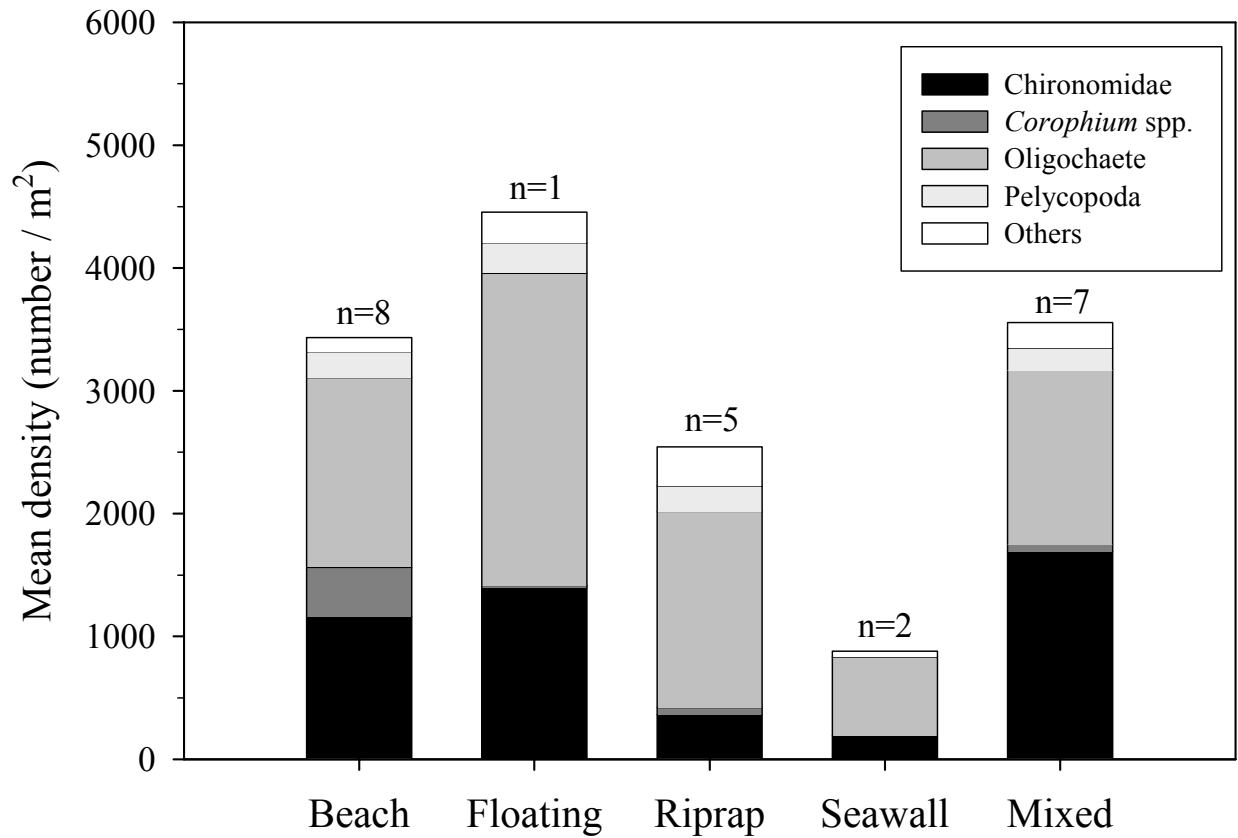 Mean density (number / m²)
6000
5000
4000
3000
2000
1000
0
Chironomidae
Corophium spp.
Oligochaete
Pelycopoda
Others
n=8
n=1
n=5
n=2
n=7
Beach Floating Riprap Seawall Mixed